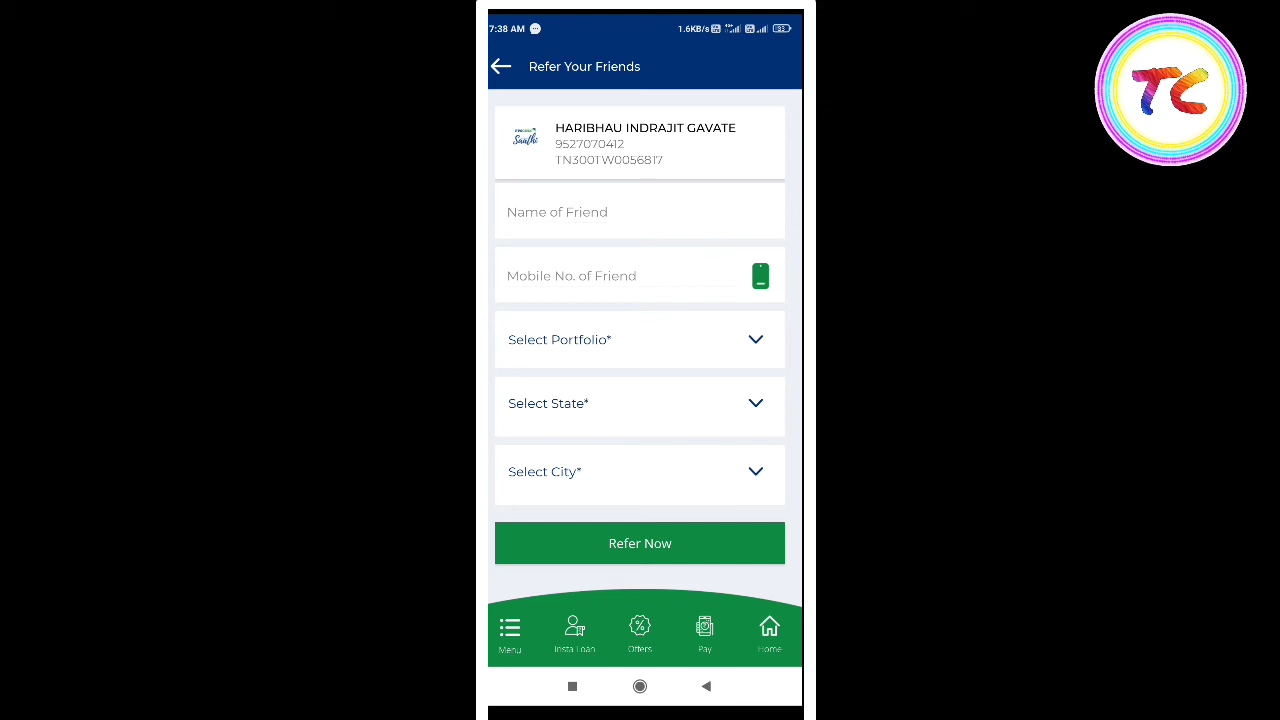 7:38 AM
1.6KB/s
TC
Refer Your Friends
HARIBHAU INDRAJIT GAVATE
Saathi
9527070412
TN300TW0056817
Name of Friend
Mobile No. of Friend
Select Portfolio*
Select State*
Select City*
Refer Now
Menu
Insta Loan
Offers
Pay
Home